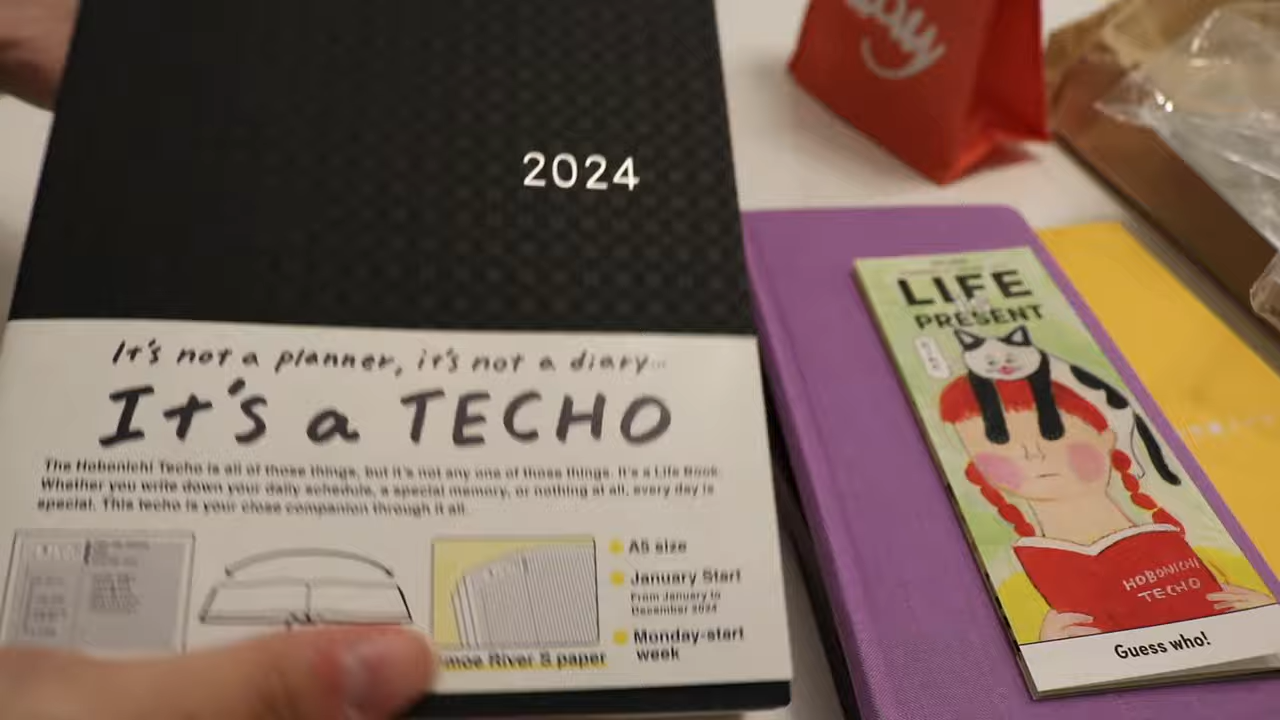 2024
It's not a planner, it's not a diary...
It's a TECHO
The Hobonichi Techo is all of those things, but it's not any one of those things. It's a Life Book.
Whether you write down your daily schedule, a special memory, or nothing at all, every day is
special. This techo is your close companion through it all.
A5 size
January Start
From January to
December 2024
Monday-start
week
River S paper
LIFE
PRESENT
HOBONICHI
TECHO
Guess who!